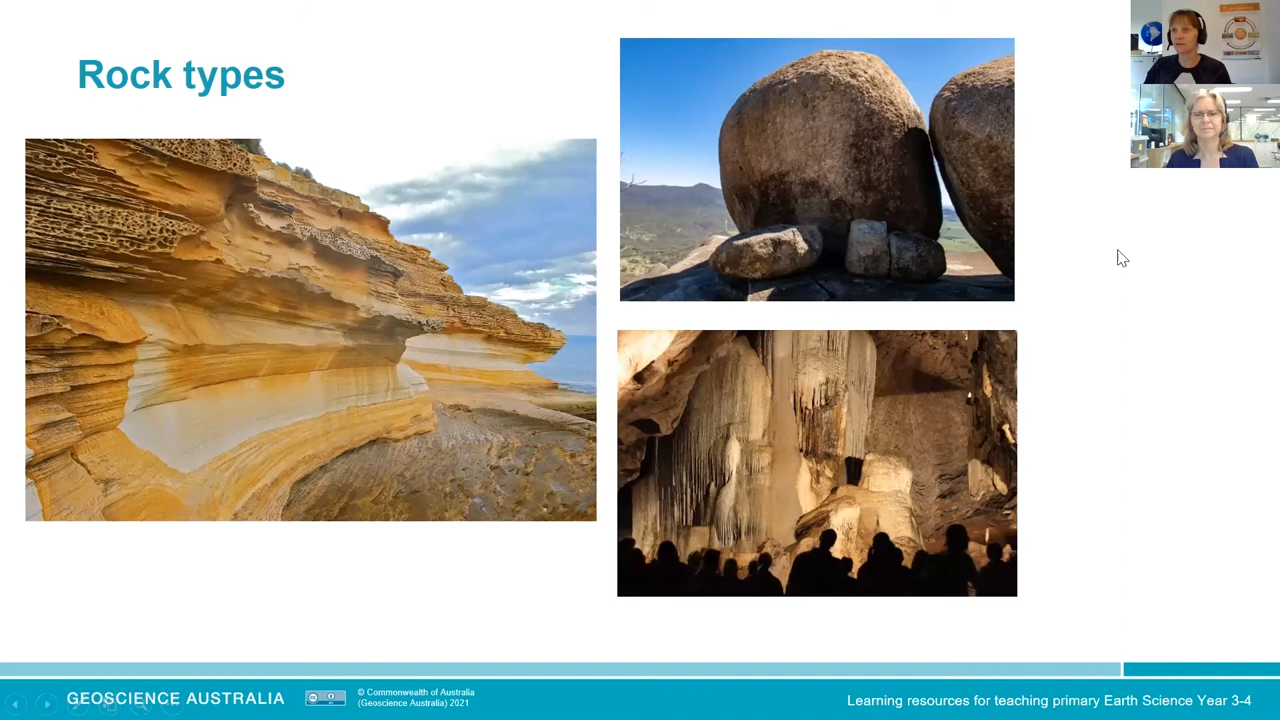 Rock types
GEOSCIENCE AUSTRALIA
© Commonwealth of Australia
(Geoscience Australia) 2021
Learning resources for teaching primary Earth Science Year 3-4